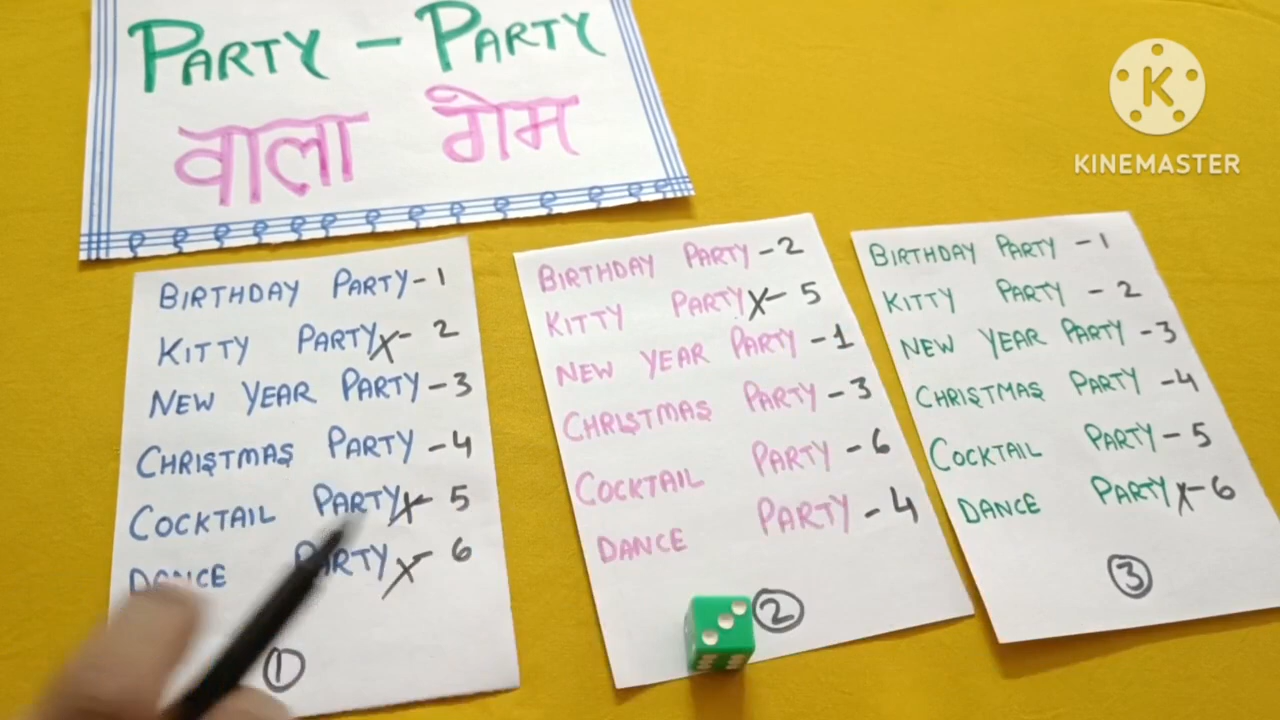 PARTY - PARTY
वाला गेम
KINEMASTER
BIRTHDAY PARTY - 1
KITTY PARTY X - 2
NEW YEAR PARTY - 3
CHRISTMAS PARTY - 4
COCKTAIL PARTY X - 5
DANCE PARTY X - 6
1
BIRTHDAY PARTY - 2
KITTY PARTY X - 5
NEW YEAR PARTY - 1
CHRISTMAS PARTY - 3
COCKTAIL PARTY - 6
DANCE PARTY - 4
2
BIRTHDAY PARTY - 1
KITTY PARTY - 2
NEW YEAR PARTY - 3
CHRISTMAS PARTY - 4
COCKTAIL PARTY - 5
DANCE PARTY X - 6
3